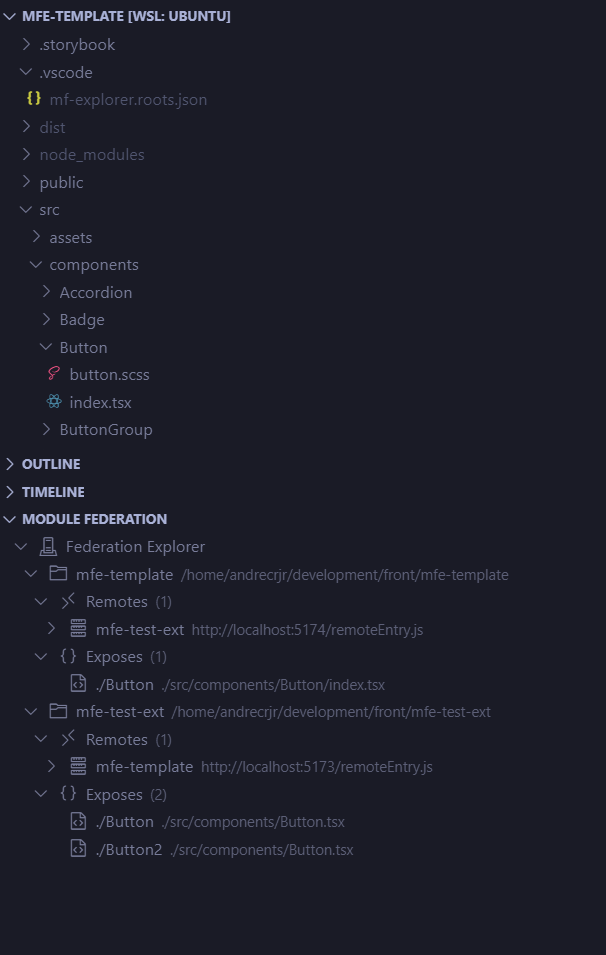 MFE-TEMPLATE [WSL: UBUNTU]
.storybook
.vscode
{} mf-explorer.roots.json
dist
node_modules
public
src
assets
components
Accordion
Badge
Button
button.scss
index.tsx
ButtonGroup
OUTLINE
TIMELINE
MODULE FEDERATION
Federation Explorer
mfe-template /home/andrecrjr/development/front/mfe-template
Remotes (1)
mfe-test-ext http://localhost:5174/remoteEntry.js
{} Exposes (1)
./Button ./src/components/Button/index.tsx
mfe-test-ext /home/andrecrjr/development/front/mfe-test-ext
Remotes (1)
mfe-template http://localhost:5173/remoteEntry.js
{} Exposes (2)
./Button ./src/components/Button.tsx
./Button2 ./src/components/Button.tsx